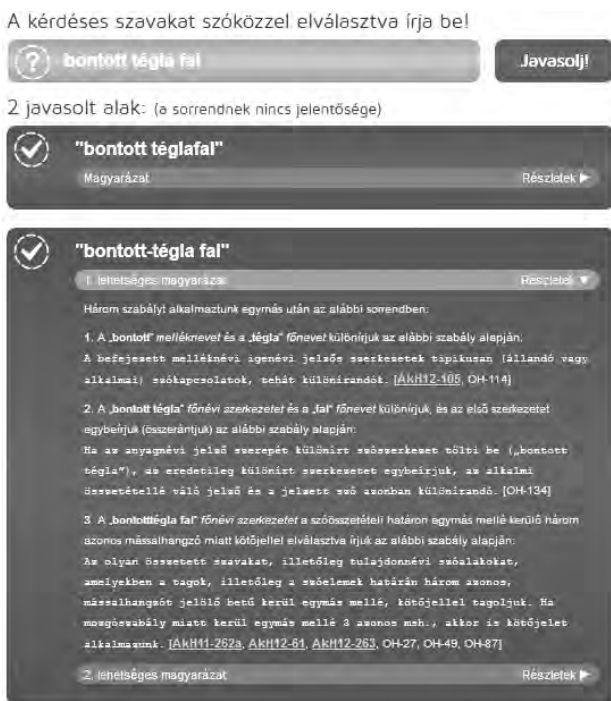 A kérdéses szavakat szóközzel elválasztva írja be!
bontott tégla fal
Javasolj!
2 javasolt alak: (a sorrendnek nincs jelentősége)
"bontott téglafal"
Magyarázat
Részletek ►
"bontott-tégla fal"
1. lehetséges magyarázat
Részletek ▼
Három szabályt alkalmaztunk egymás után az alábbi sorrendben:
1. A „bontott" melléknevet és a „tégla" főnevet különírjuk az alábbi szabály alapján:
A befejezett melléknévi igenévi jelzős szerkezetek tipikusan (állandó vagy
alkalmai) szókapcsolatok, tehát különírandók. [AkH12-105, OH-114]
2. A „bontott tégla" főnévi szerkezetet és a „fal" főnevet különírjuk, és az első szerkezetet
egybeírjuk (összerántjuk) az alábbi szabály alapján:
Ha az anyagnévi jelző szerepét különírt szószerkezet tölti be („bontott
tégla"), az eredetileg különírt szerkezetet egybeírjuk, az alkalmi
összetétellé váló jelző és a jelzett szó azonban különírandó. [OH-134]
3. A „bontotttégla fal" főnévi szerkezetet a szóösszetételi határon egymás mellé kerülő három
azonos mássalhangzó miatt kötőjellel elválasztva írjuk az alábbi szabály alapján:
Az olyan összetett szavakat, illetőleg tulajdonnévi szóalakokat,
amelyekben a tagok, illetőleg a szóelemek határán három azonos,
mássalhangzót jelölő betű kerül egymás mellé, kötőjellel tagoljuk. Ha
mozgószabály miatt kerül egymás mellé 3 azonos msh., akkor is kötőjelet
alkalmazunk. [AkH11-262a, AkH12-61, AkH12-263, OH-27, OH-49, OH-87]
2. lehetséges magyarázat
Részletek ►